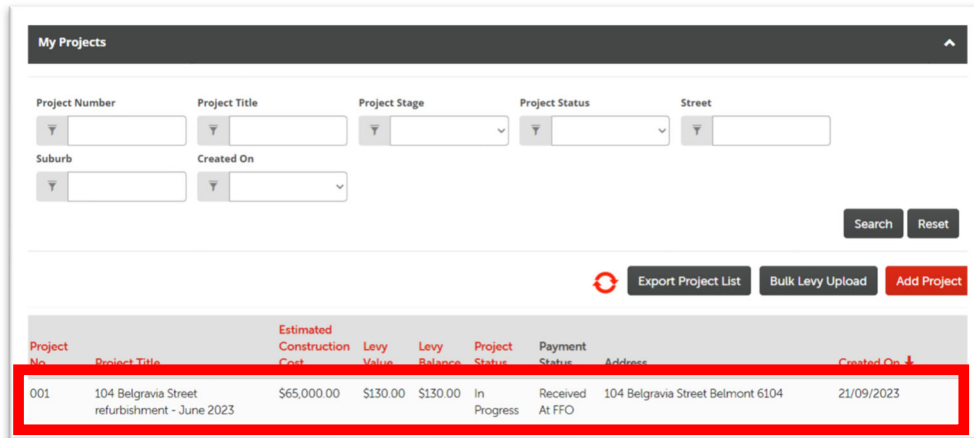 My Projects
Project Number Project Title Project Stage Project Status Street
Suburb Created On
Search Reset
Export Project List Bulk Levy Upload Add Project
Estimated
Project Construction Levy Levy Project Payment
No Project Title Cost Value Balance Status Status Address Created On
001 104 Belgravia Street $65,000.00 $130.00 $130.00 In Received 104 Belgravia Street Belmont 6104 21/09/2023
refurbishment - June 2023 Progress At FFO